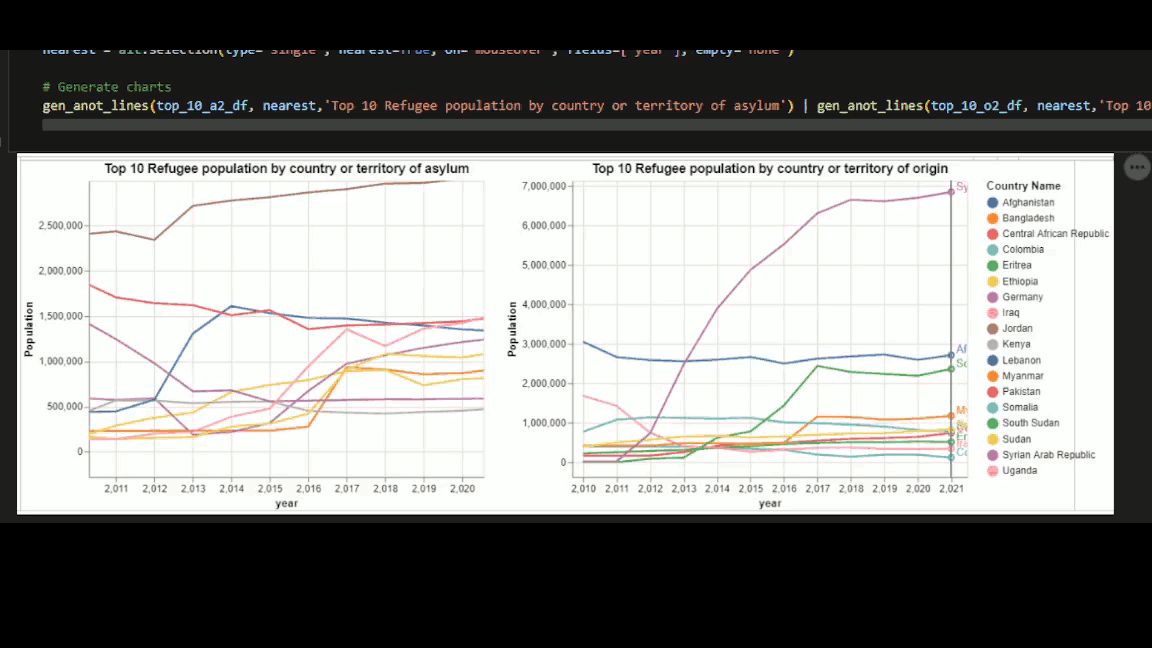 nearest = alt.selection(type='single', nearest=True, on='mouseover', fields=['year'], empty='none')
# Generate charts
gen_anot_lines(top_10_a2_df, nearest,'Top 10 Refugee population by country or territory of asylum') | gen_anot_lines(top_10_o2_df, nearest,'Top 10
Top 10 Refugee population by country or territory of asylum
2,500,000
2,000,000
1,500,000
1,000,000
500,000
0
Population
2,011 2,012 2,013 2,014 2,015 2,016 2,017 2,018 2,019 2,020
year
Top 10 Refugee population by country or territory of origin
7,000,000
6,000,000
5,000,000
4,000,000
3,000,000
2,000,000
1,000,000
0
Population
2,010 2,011 2,012 2,013 2,014 2,015 2,016 2,017 2,018 2,019 2,020 2,021
year
Sy
Af
So
My
Er
Co
Country Name
Afghanistan
Bangladesh
Central African Republic
Colombia
Eritrea
Ethiopia
Germany
Iraq
Jordan
Kenya
Lebanon
Myanmar
Pakistan
Somalia
South Sudan
Sudan
Syrian Arab Republic
Uganda